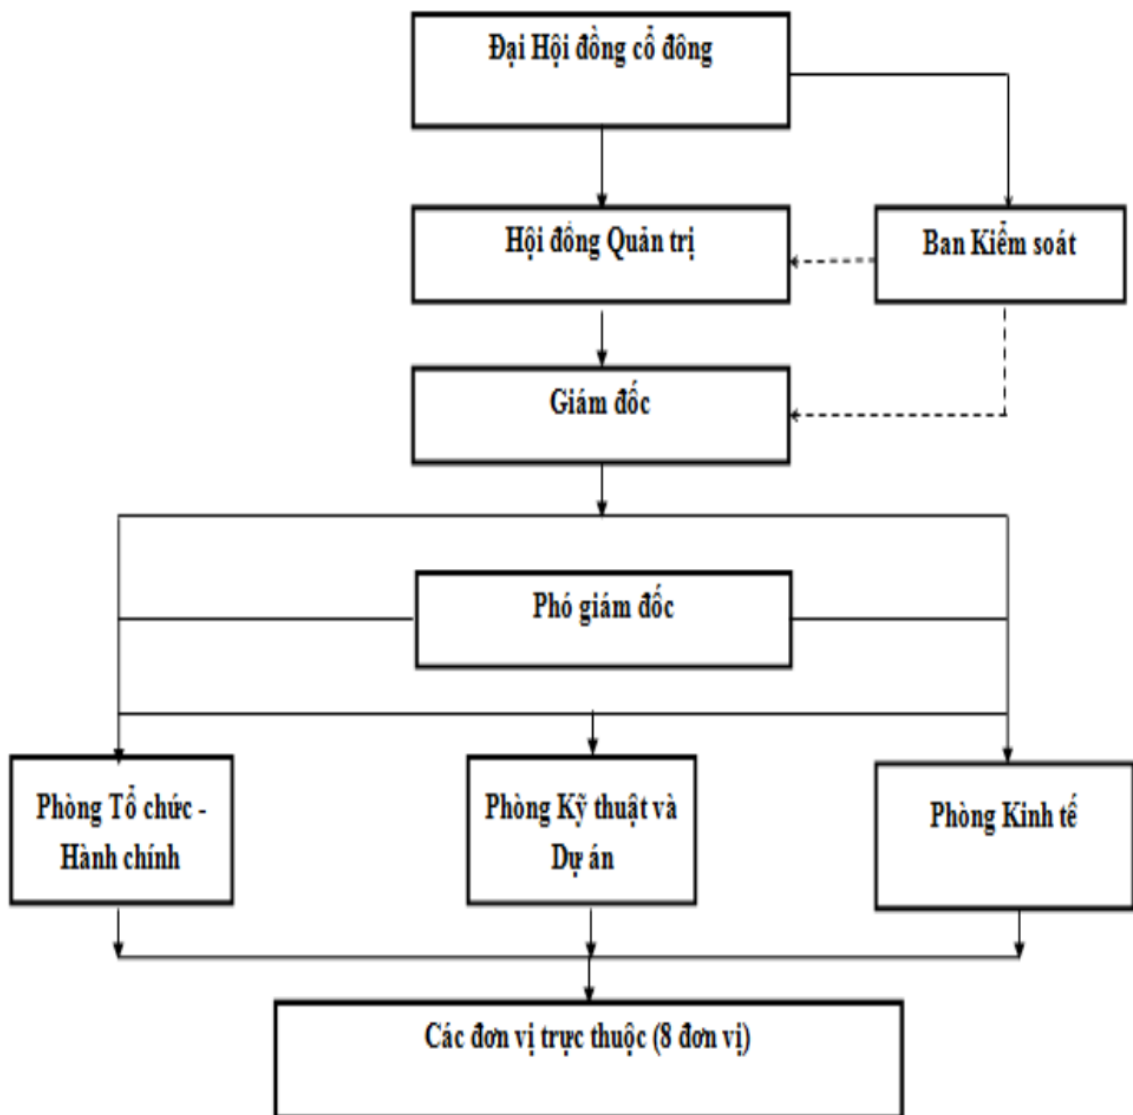 Đại Hội đồng cổ đông
Hội đồng Quản trị
Ban Kiểm soát
Giám đốc
Phó giám đốc
Phòng Tổ chức -
Hành chính
Phòng Kỹ thuật và
Dự án
Phòng Kinh tế
Các đơn vị trực thuộc (8 đơn vị)